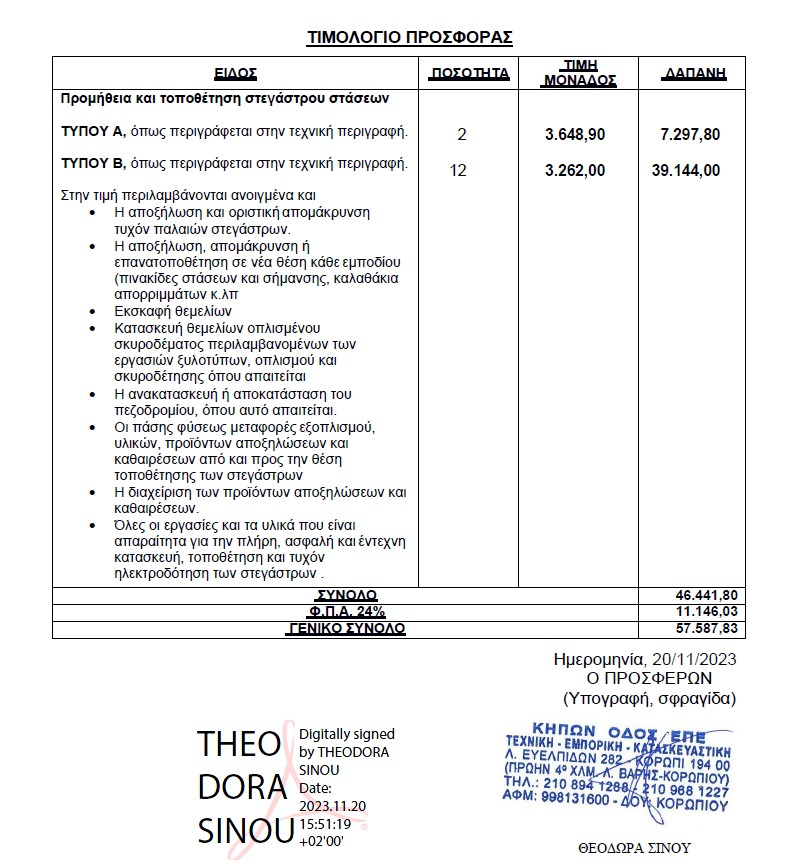 ΤΙΜΟΛΟΓΙΟ ΠΡΟΣΦΟΡΑΣ
ΕΙΔΟΣ ΠΟΣΟΤΗΤΑ ΤΙΜΗ ΜΟΝΑΔΟΣ ΔΑΠΑΝΗ
Προμήθεια και τοποθέτηση στεγάστρου στάσεων
ΤΥΠΟΥ Α, όπως περιγράφεται στην τεχνική περιγραφή. 2 3.648,90 7.297,80
ΤΥΠΟΥ Β, όπως περιγράφεται στην τεχνική περιγραφή. 12 3.262,00 39.144,00
Στην τιμή περιλαμβάνονται ανοιγμένα και
• Η αποξήλωση και οριστική απομάκρυνση
τυχόν παλαιών στεγάστρων.
• Η αποξήλωση, απομάκρυνση ή
επανατοποθέτηση σε νέα θέση κάθε εμποδίου
(πινακίδες στάσεων και σήμανσης, καλαθάκια
απορριμμάτων κ.λπ
• Εκσκαφή θεμελίων
• Κατασκευή θεμελίων οπλισμένου
σκυροδέματος περιλαμβανομένων των
εργασιών ξυλοτύπων, οπλισμού και
σκυροδέτησης όπου απαιτείται
• Η ανακατασκευή ή αποκατάσταση του
πεζοδρομίου, όπου αυτό απαιτείται.
• Οι πάσης φύσεως μεταφορές εξοπλισμού,
υλικών, προϊόντων αποξηλώσεων και
καθαιρέσεων από και προς την θέση
τοποθέτησης των στεγάστρων
• Η διαχείριση των προϊόντων αποξηλώσεων και
καθαιρέσεων.
• Όλες οι εργασίες και τα υλικά που είναι
απαραίτητα για την πλήρη, ασφαλή και έντεχνη
κατασκευή, τοποθέτηση και τυχόν
ηλεκτροδότηση των στεγάστρων .
ΣΥΝΟΛΟ 46.441,80
Φ.Π.Α. 24% 11.146,03
ΓΕΝΙΚΟ ΣΥΝΟΛΟ 57.587,83
Ημερομηνία, 20/11/2023
Ο ΠΡΟΣΦΕΡΩΝ
(Υπογραφή, σφραγίδα)
THEO
DORA
SINOU
Digitally signed
by THEODORA
SINOU
Date:
2023.11.20
15:51:19
+02'00'
ΚΗΠΩΝ ΟΔΟΣ ΕΠΕ
ΤΕΧΝΙΚΗ - ΕΜΠΟΡΙΚΗ - ΚΑΤΑΣΚΕΥΑΣΤΙΚΗ
Λ. ΕΥΕΛΠΙΔΩΝ 282 - ΚΟΡΩΠΙ 194 00
(ΠΡΩΗΝ 4º ΧΛΜ. Λ. ΒΑΡΗΣ-ΚΟΡΩΠΙΟΥ)
ΤΗΛ.: 210 894 1288 - 210 968 1227
ΑΦΜ: 998131600 - ΔΟΥ: ΚΟΡΩΠΙΟΥ
ΘΕΟΔΩΡΑ ΣΙΝΟΥ